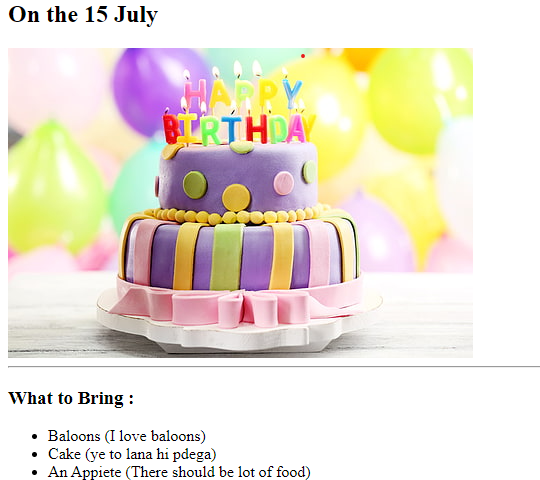 On the 15 July
HAPPY
BIRTHDAY
What to Bring :
Baloons (I love baloons)
Cake (ye to lana hi pdega)
An Appiete (There should be lot of food)